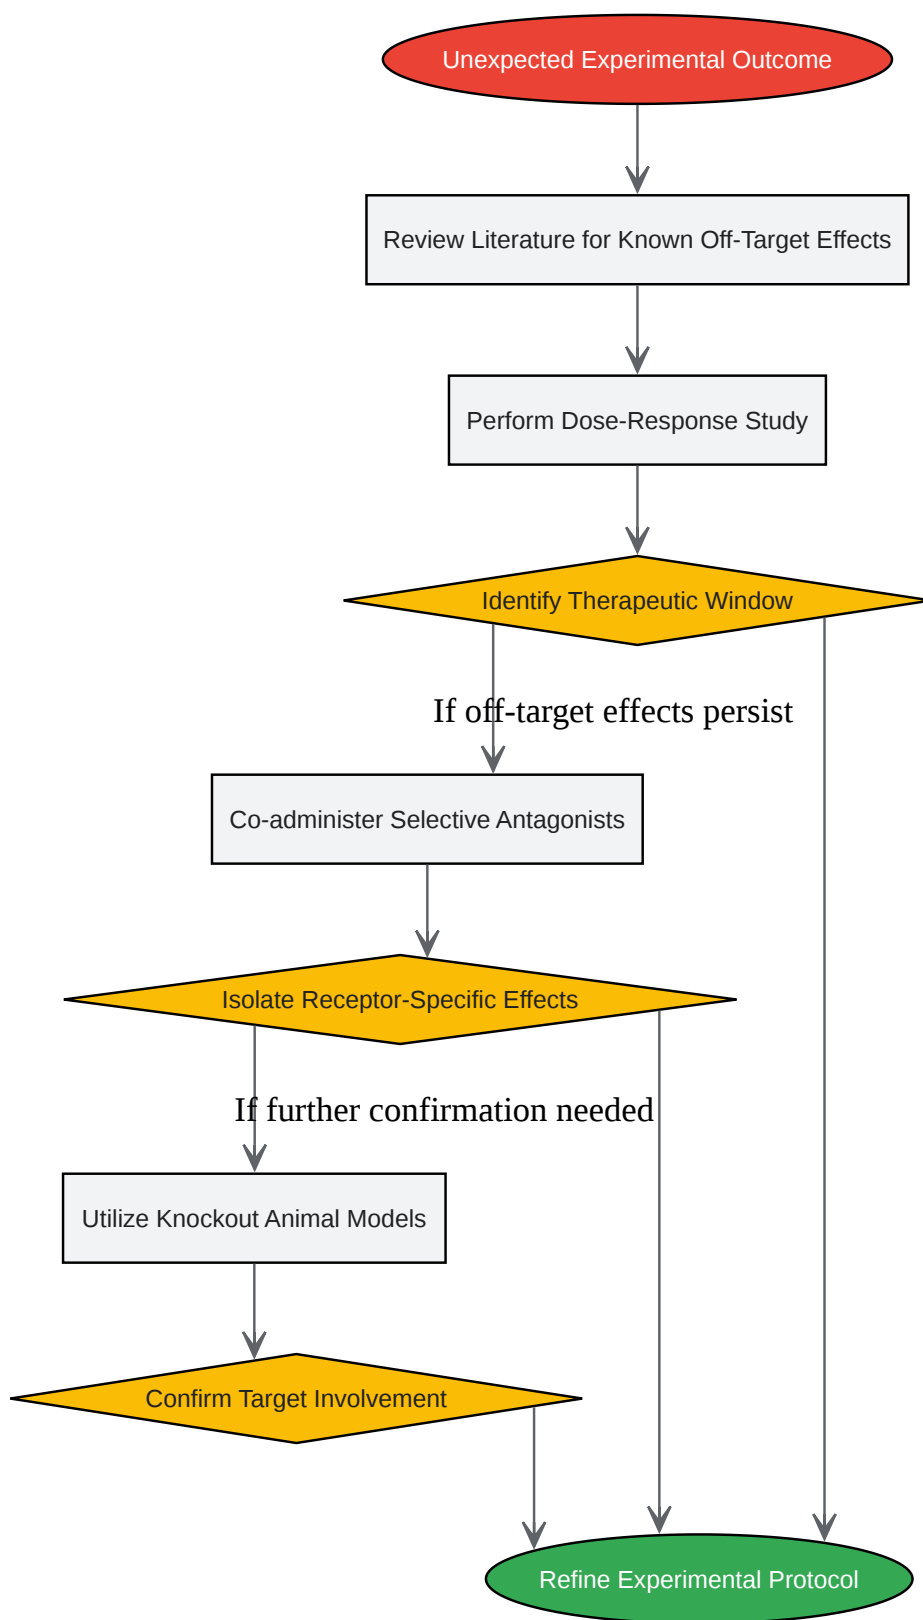 Unexpected Experimental Outcome
Review Literature for Known Off-Target Effects
Perform Dose-Response Study
Identify Therapeutic Window
If off-target effects persist
Co-administer Selective Antagonists
Isolate Receptor-Specific Effects
If further confirmation needed
Utilize Knockout Animal Models
Confirm Target Involvement
Refine Experimental Protocol